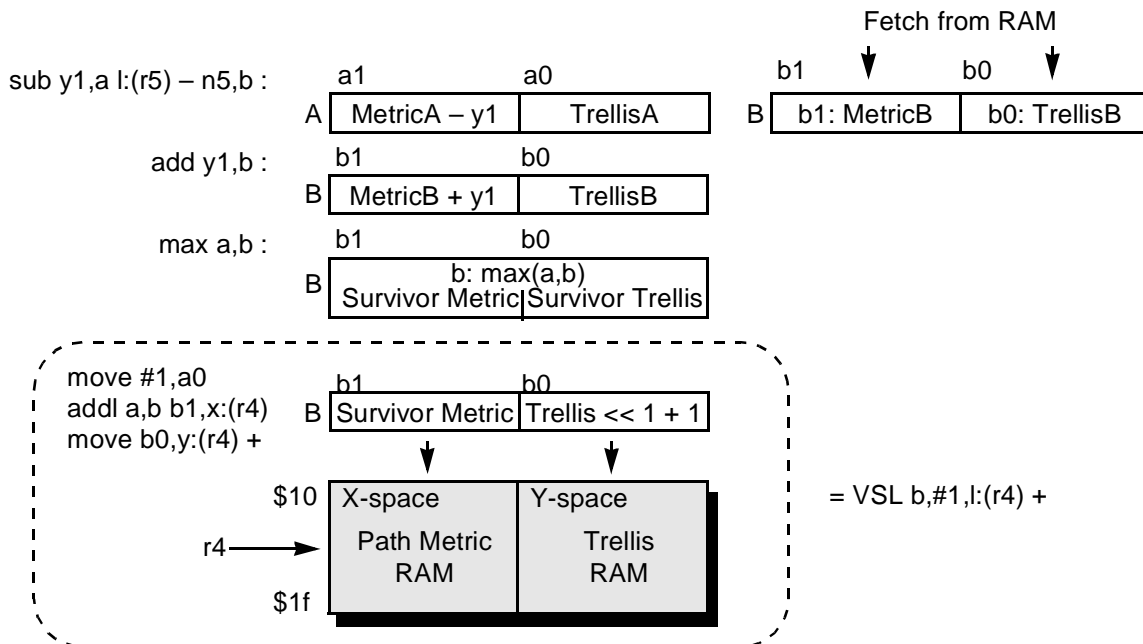 Fetch from RAM
sub y1,a l:(r5) – n5,b :
a1 a0
b1 b0
A MetricA – y1 TrellisA
B b1: MetricB b0: TrellisB
add y1,b :
b1 b0
B MetricB + y1 TrellisB
max a,b :
b1 b0
B b: max(a,b)
Survivor Metric Survivor Trellis
move #1,a0
addl a,b b1,x:(r4)
move b0,y:(r4) +
b1 b0
B Survivor Metric Trellis << 1 + 1
$10 X-space Y-space
= VSL b,#1,l:(r4) +
r4
Path Metric
RAM
Trellis
RAM
$1f